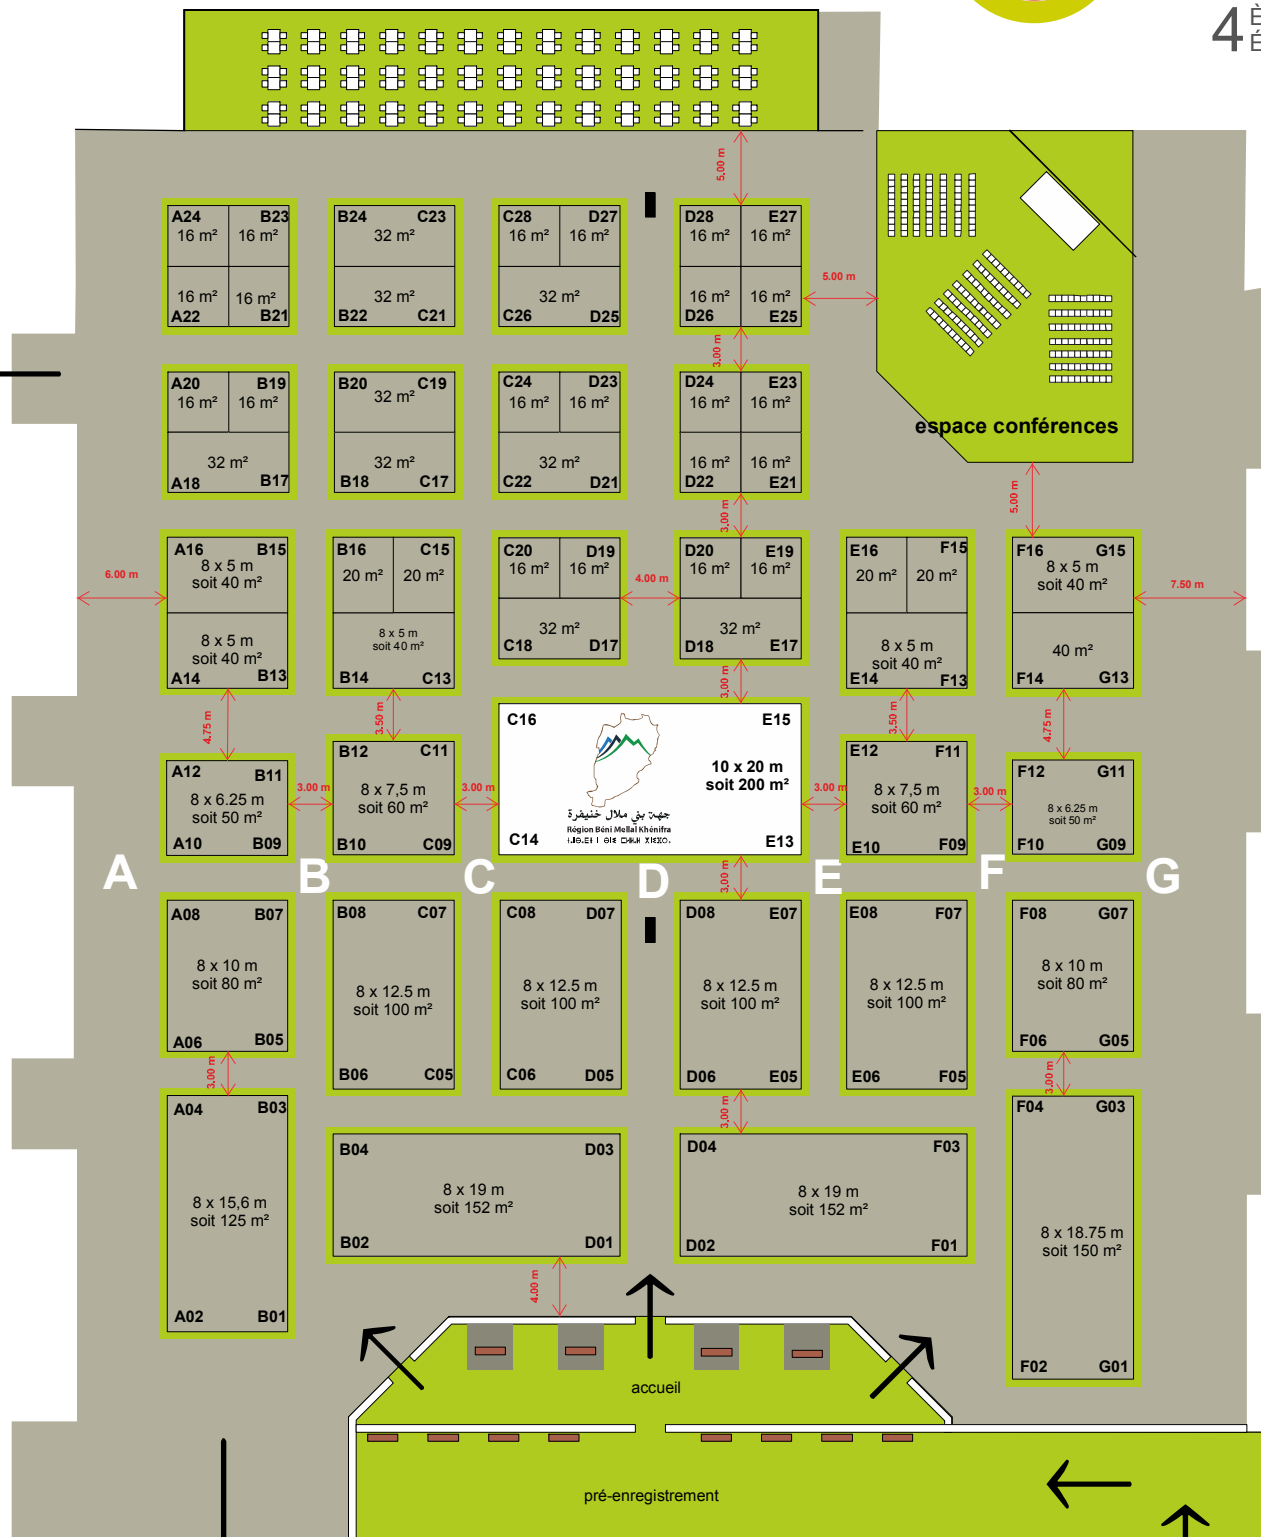 4 È
É
5.00 m
A24 B23
16 m² 16 m²
16 m² 16 m²
A22 B21
B24 C23
32 m²
32 m²
B22 C21
C28 D27
16 m² 16 m²
32 m²
C26 D25
D28 E27
16 m² 16 m²
16 m² 16 m²
D26 E25
5.00 m
3.00 m
A20 B19
16 m² 16 m²
32 m²
A18 B17
B20 C19
32 m²
32 m²
B18 C17
C24 D23
16 m² 16 m²
32 m²
C22 D21
D24 E23
16 m² 16 m²
16 m² 16 m²
D22 E21
espace conférences
5.00 m
3.00 m
6.00 m
A16 B15
8 x 5 m
soit 40 m²
8 x 5 m
soit 40 m²
A14 B13
B16 C15
20 m² 20 m²
8 x 5 m
soit 40 m²
B14 C13
C20 D19
16 m² 16 m²
32 m²
C18 D17
4.00 m
D20 E19
16 m² 16 m²
32 m²
D18 E17
E16 F15
20 m² 20 m²
8 x 5 m
soit 40 m²
E14 F13
F16 G15
8 x 5 m
soit 40 m²
40 m²
F14 G13
7.50 m
4.75 m
3.50 m
3.00 m
3.50 m
4.75 m
A12 B11
8 x 6.25 m
soit 50 m²
A10 B09
3.00 m
B12 C11
8 x 7,5 m
soit 60 m²
B10 C09
3.00 m
C16 E15
10 x 20 m
soit 200 m²
جهة بني ملال خنيفرة
Région Béni Mellal Khénifra
C14 E13
3.00 m
E12 F11
8 x 7,5 m
soit 60 m²
E10 F09
3.00 m
F12 G11
8 x 6.25 m
soit 50 m²
F10 G09
A B C D E F G
3.00 m
A08 B07
8 x 10 m
soit 80 m²
A06 B05
B08 C07
8 x 12.5 m
soit 100 m²
B06 C05
C08 D07
8 x 12.5 m
soit 100 m²
C06 D05
D08 E07
8 x 12.5 m
soit 100 m²
D06 E05
E08 F07
8 x 12.5 m
soit 100 m²
E06 F05
F08 G07
8 x 10 m
soit 80 m²
F06 G05
3.00 m
3.00 m
3.00 m
A04 B03
8 x 15,6 m
soit 125 m²
A02 B01
B04 D03
8 x 19 m
soit 152 m²
B02 D01
D04 F03
8 x 19 m
soit 152 m²
D02 F01
F04 G03
8 x 18.75 m
soit 150 m²
F02 G01
4.00 m
accueil
pré-enregistrement